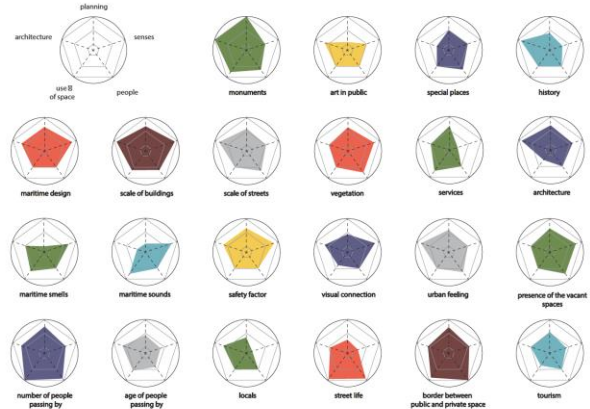 planning
architecture
senses
use
of space
people
monuments
art in public
special places
history
maritime design
scale of buildings
scale of streets
vegetation
services
architecture
maritime smells
maritime sounds
safety factor
visual connection
urban feeling
presence of the vacant
spaces
number of people
passing by
age of people
passing by
locals
street life
border between
public and private space
tourism